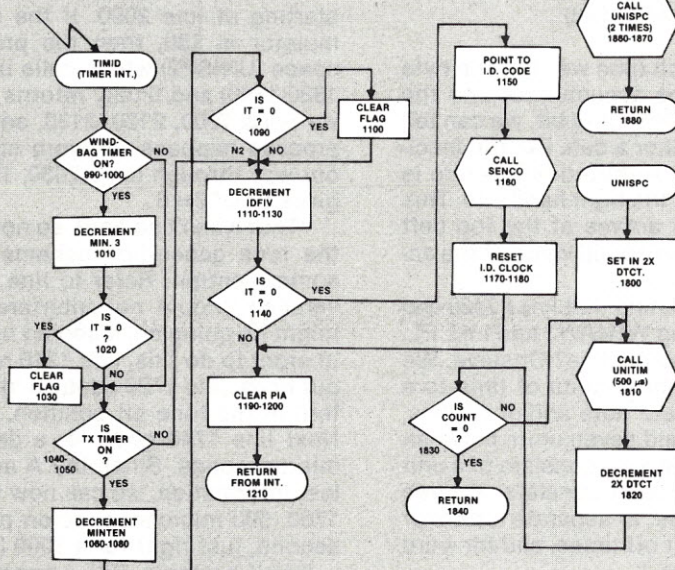 TIMID
(TIMER INT.)
WIND-
BAG TIMER
ON?
990-1000
NO
YES
DECREMENT
MIN. 3
1010
YES
IS
IT = 0
?
1020
NO
CLEAR
FLAG
1030
1040-
1050
IS
TX TIMER
ON
?
NO
YES
DECREMENT
MINTEN
1060-1080
IS
IT = 0
?
1090
YES
CLEAR
FLAG
1100
N2
NO
DECREMENT
IDFIV
1110-1130
IS
IT = 0
?
1140
YES
NO
CLEAR PIA
1190-1200
RETURN
FROM INT.
1210
POINT TO
I.D. CODE
1150
CALL
SENCO
1160
RESET
I.D. CLOCK
1170-1180
IS
COUNT
= 0
?
1830
NO
YES
RETURN
1840
CALL
UNISPC
(2 TIMES)
1860-1870
RETURN
1880
UNISPC
SET IN 2X
DTCT.
1800
CALL
UNITIM
(500 µs)
1810
DECREMENT
2X DTCT
1820